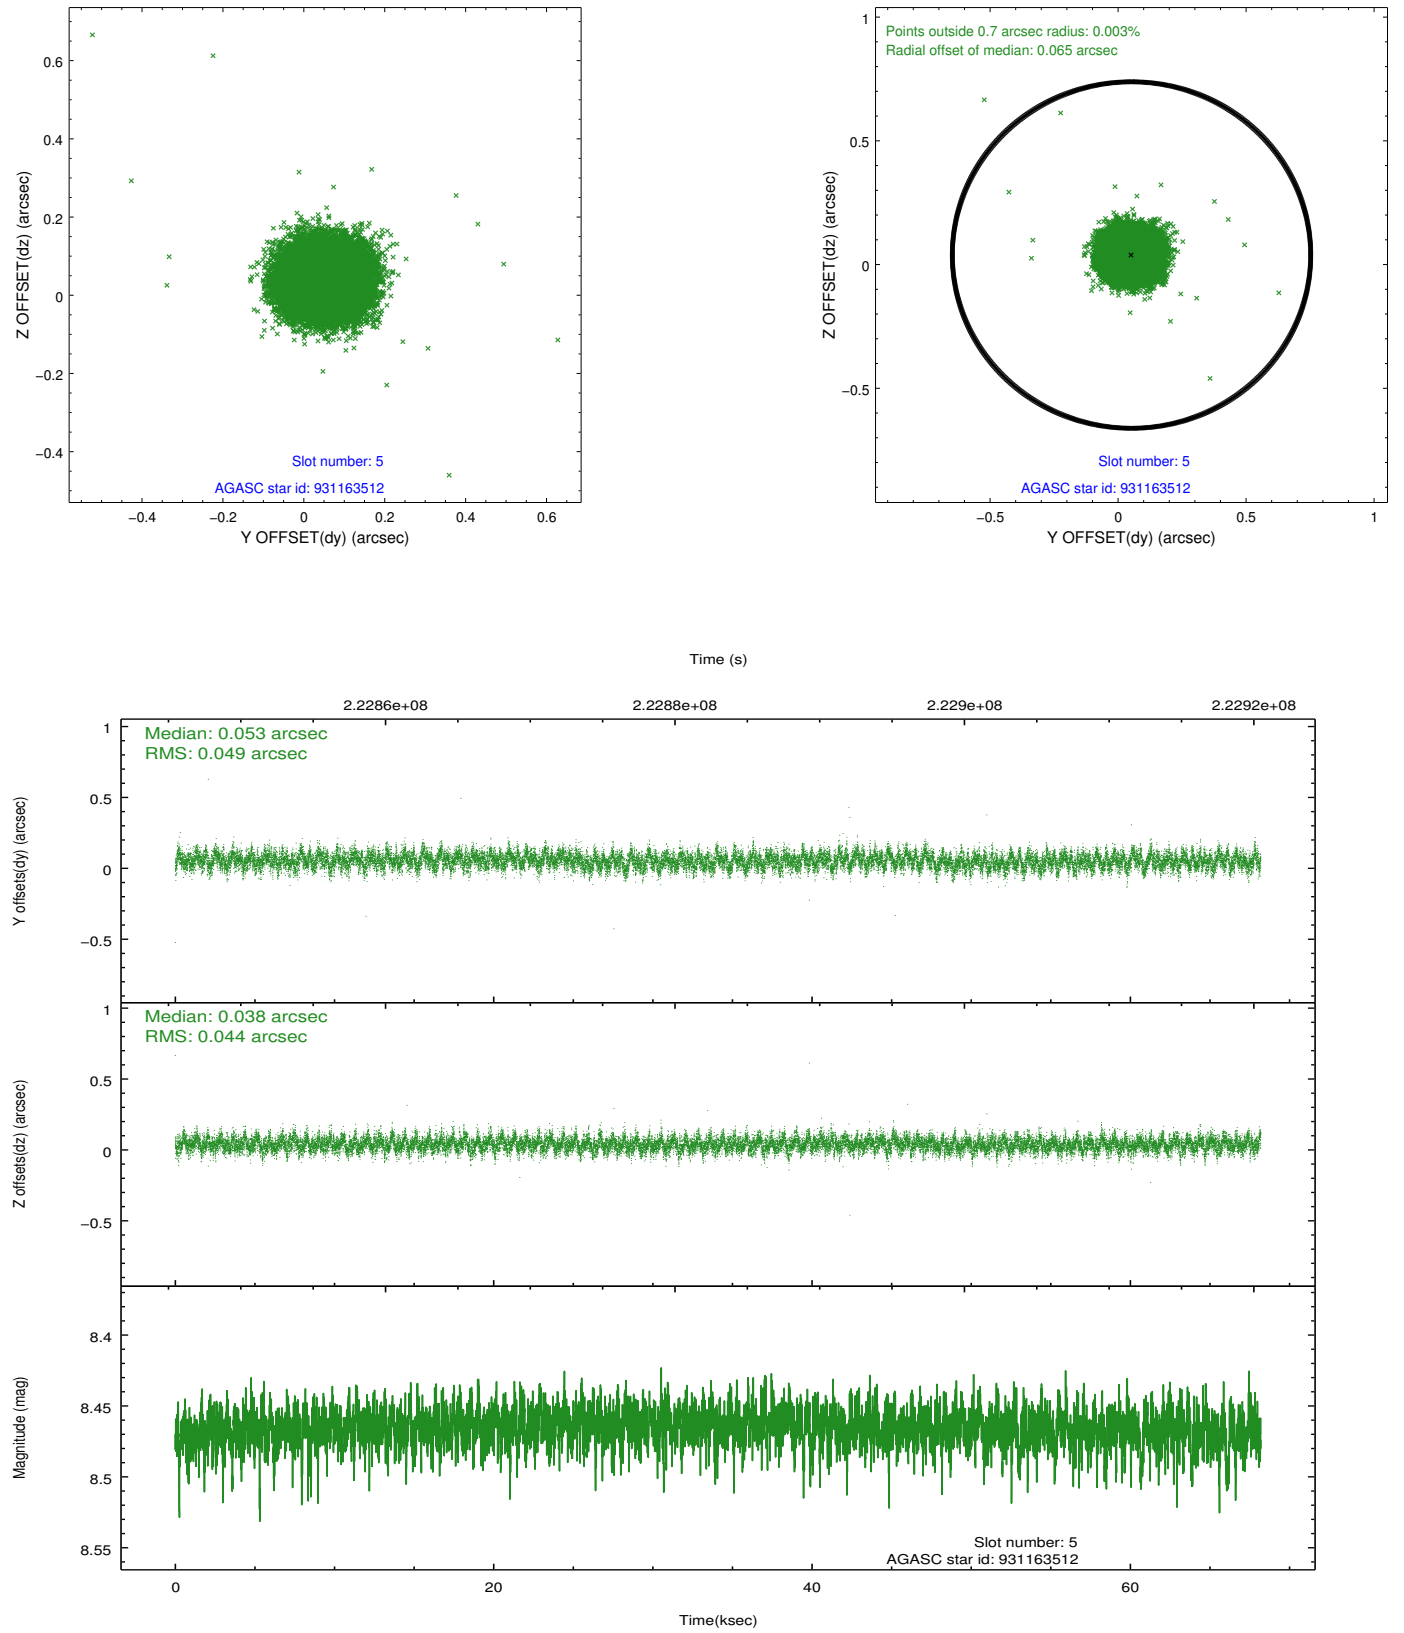 0.6
0.4
0.2
0
−0.2
−0.4
Z OFFSET(dz) (arcsec)
Slot number: 5
AGASC star id: 931163512
−0.4 −0.2 0 0.2 0.4 0.6
Y OFFSET(dy) (arcsec)
1
0.5
0
−0.5
Z OFFSET(dz) (arcsec)
Points outside 0.7 arcsec radius: 0.003%
Radial offset of median: 0.065 arcsec
Slot number: 5
AGASC star id: 931163512
−0.5 0 0.5 1
Y OFFSET(dy) (arcsec)
Time (s)
2.2286e+08 2.2288e+08 2.229e+08 2.2292e+08
1
0.5
0
−0.5
Y offsets(dy) (arcsec)
Median: 0.053 arcsec
RMS: 0.049 arcsec
1
0.5
0
−0.5
Z offsets(dz) (arcsec)
Median: 0.038 arcsec
RMS: 0.044 arcsec
8.4
8.45
8.5
8.55
Magnitude (mag)
Slot number: 5
AGASC star id: 931163512
0 20 40 60
Time(ksec)